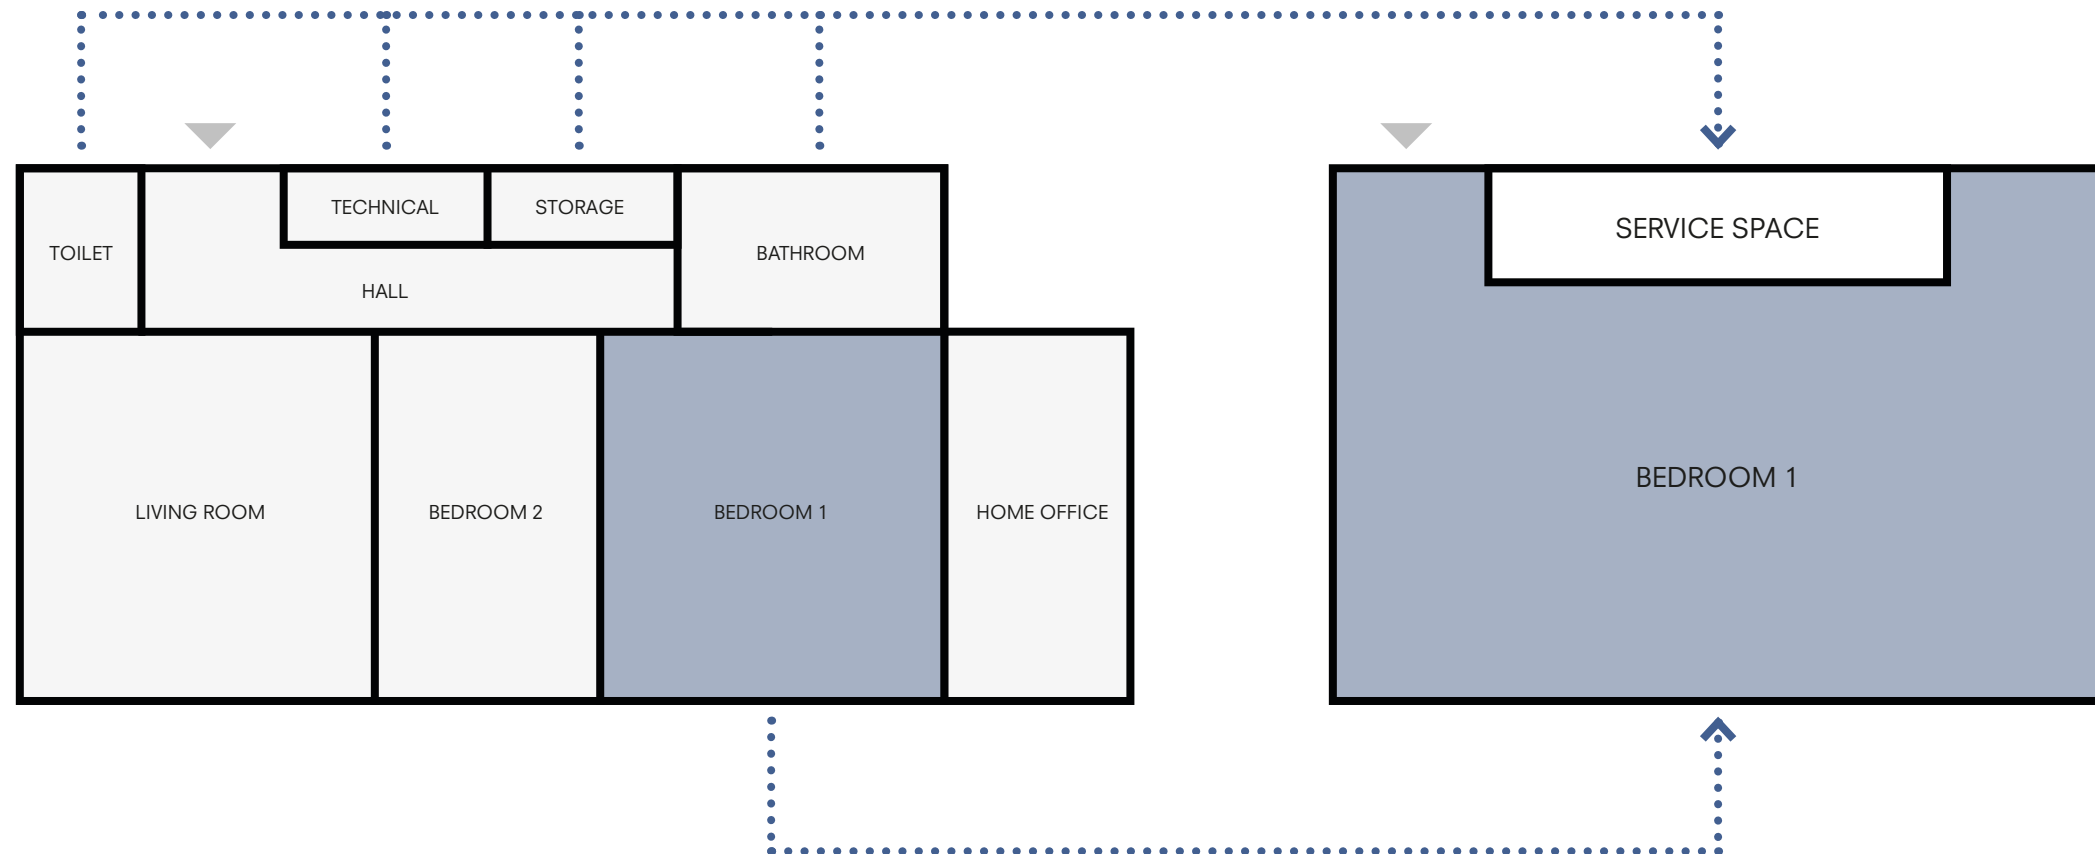 TOILET
TECHNICAL
STORAGE
BATHROOM
HALL
LIVING ROOM
BEDROOM 2
BEDROOM 1
HOME OFFICE
SERVICE SPACE
BEDROOM 1